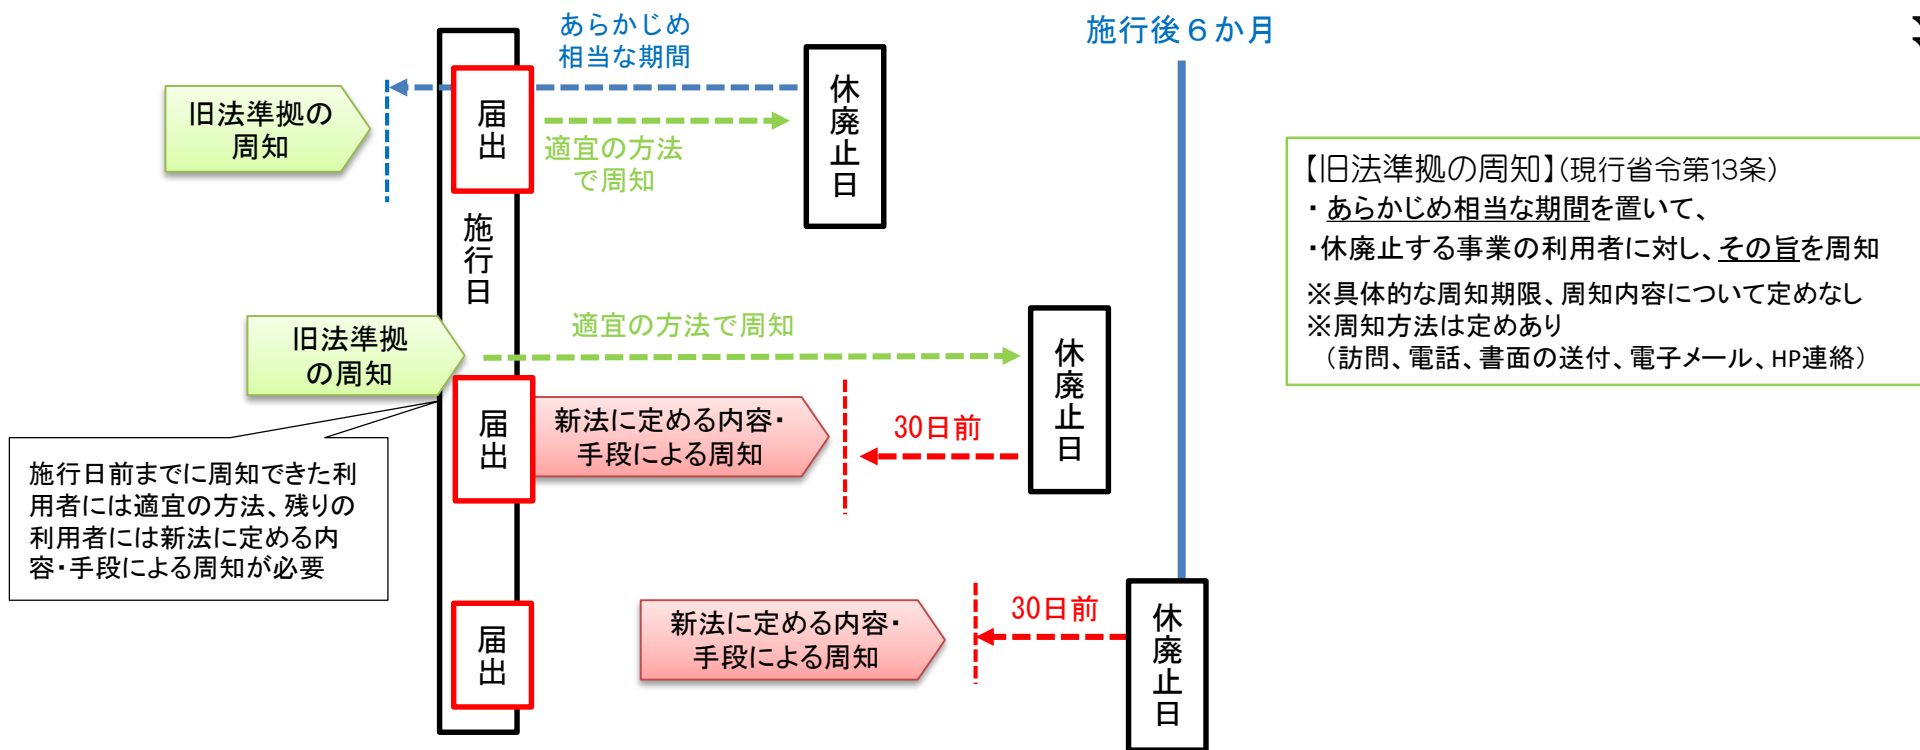 あらかじめ
相当な期間
施行後６か月
旧法準拠の
周知
届出
適宜の方法
で周知
休廃止日
施行日
【旧法準拠の周知】(現行省令第13条)
・ あらかじめ相当な期間を置いて、
・休廃止する事業の利用者に対し、その旨を周知
※具体的な周知期限、周知内容について定めなし
※周知方法は定めあり
（訪問、電話、書面の送付、電子メール、HP連絡）
旧法準拠
の周知
適宜の方法で周知
休廃止日
届出
新法に定める内容・
手段による周知
30日前
施行日前までに周知できた利
用者には適宜の方法、残りの
利用者には新法に定める内
容・手段による周知が必要
届出
新法に定める内容・
手段による周知
30日前
休廃止日